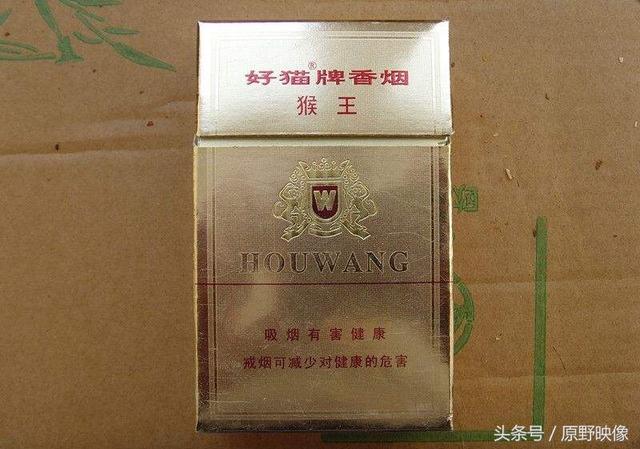 好猫®牌香烟
猴王
W
HOUWANG
吸烟有害健康
戒烟可减少对健康的危害
头条号/原野映像